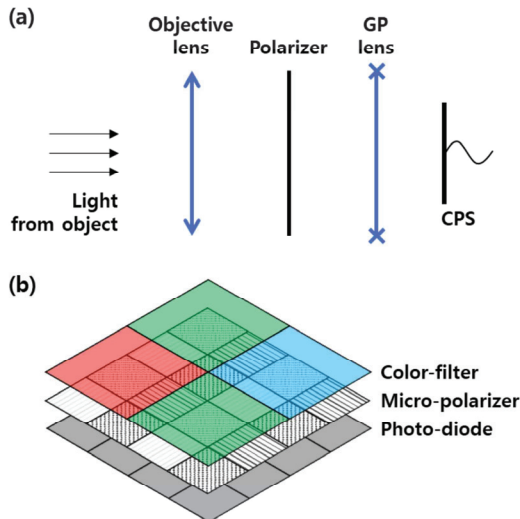 (a)
Objective
lens
Polarizer
GP
lens
Light
from object
CPS
(b)
Color-filter
Micro-polarizer
Photo-diode